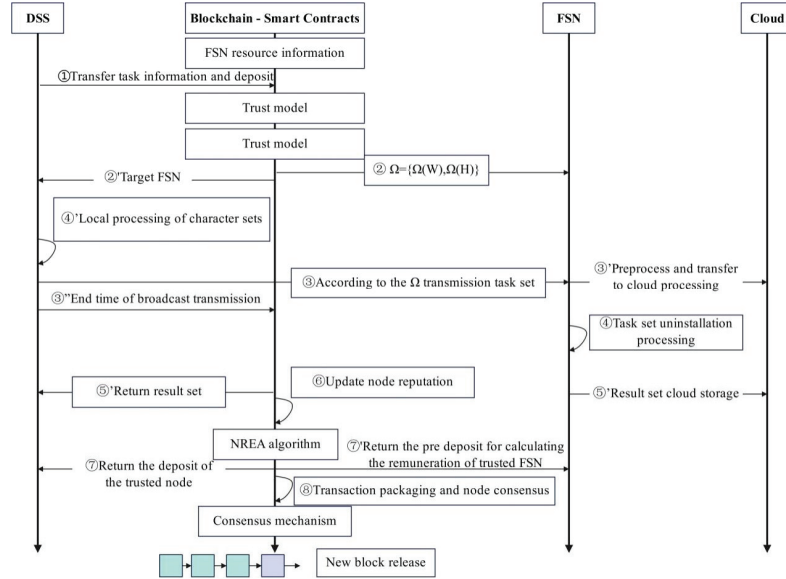 DSS
Blockchain - Smart Contracts
FSN
Cloud
FSN resource information
①Transfer task information and deposit
Trust model
Trust model
②'Target FSN
② Ω={Ω(W),Ω(H)}
④'Local processing of character sets
③According to the Ω transmission task set
③'Preprocess and transfer
to cloud processing
③''End time of broadcast transmission
④Task set uninstallation
processing
⑤'Return result set
⑥Update node reputation
⑤'Result set cloud storage
NREA algorithm
⑦'Return the pre deposit for calculating
the remuneration of trusted FSN
⑦Return the deposit of
the trusted node
⑧Transaction packaging and node consensus
Consensus mechanism
New block release